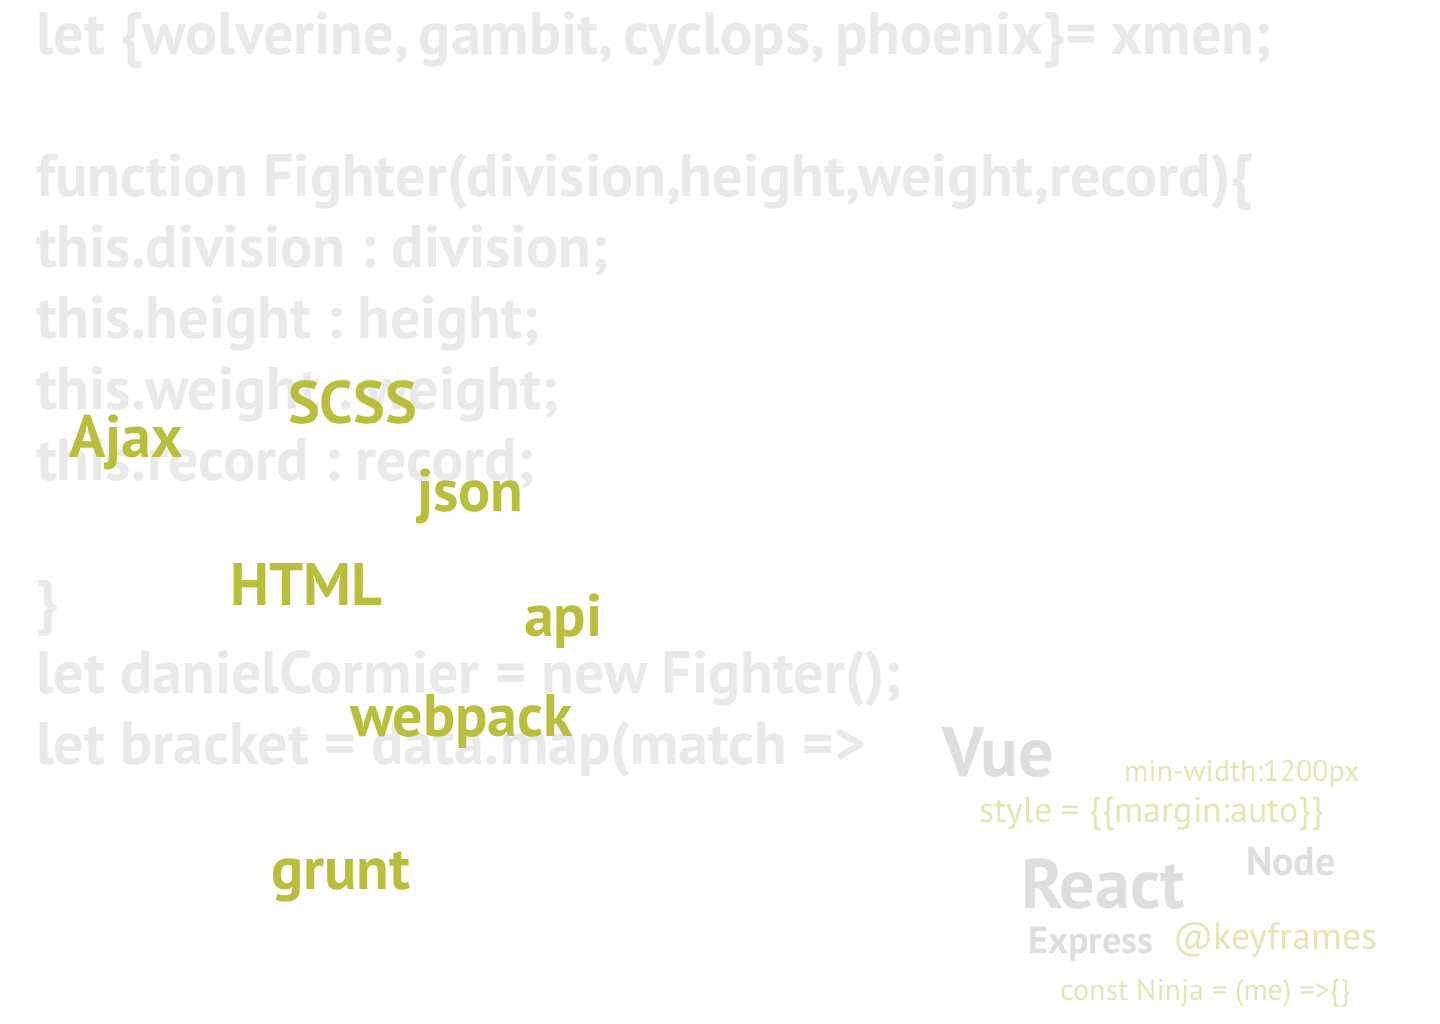 let {wolverine, gambit, cyclops, phoenix}= xmen;
function Fighter(division,height,weight,record){
this.division : division;
this.height : height;
this.weight : weight;
SCSS
Ajax
this.record : record;
json
HTML
}
api
let danielCormier = new Fighter();
webpack
let bracket = data.map(match =>
Vue
min-width:1200px
style = {{margin:auto}}
grunt
React
Node
Express
@keyframes
const Ninja = (me) =>{}